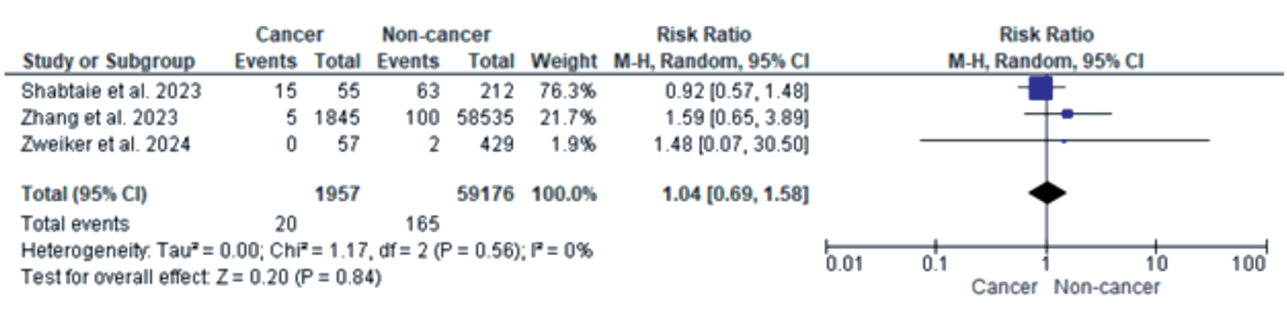 Cancer Non-cancer Risk Ratio Risk Ratio
Study or Subgroup Events Total Events Total Weight M-H, Random, 95% CI M-H, Random, 95% CI
Shabtaie et al. 2023 15 55 63 212 76.3% 0.92 [0.57, 1.48]
Zhang et al. 2023 5 1845 100 58535 21.7% 1.59 [0.65, 3.89]
Zweiker et al. 2024 0 57 2 429 1.9% 1.48 [0.07, 30.50]
Total (95% CI) 1957 59176 100.0% 1.04 [0.69, 1.58]
Total events 20 165
Heterogeneity: Tau² = 0.00; Chi² = 1.17, df = 2 (P = 0.56); I² = 0%
Test for overall effect: Z = 0.20 (P = 0.84)
0.01 0.1 1 10 100
Cancer Non-cancer